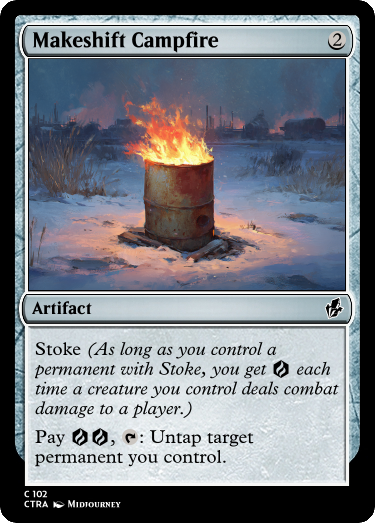 Makeshift Campfire 2
Artifact
Stoke (As long as you control a
permanent with Stoke, you get each
time a creature you control deals combat
damage to a player.)
Pay , : Untap target
permanent you control.
C 102
CTRA Midjourney